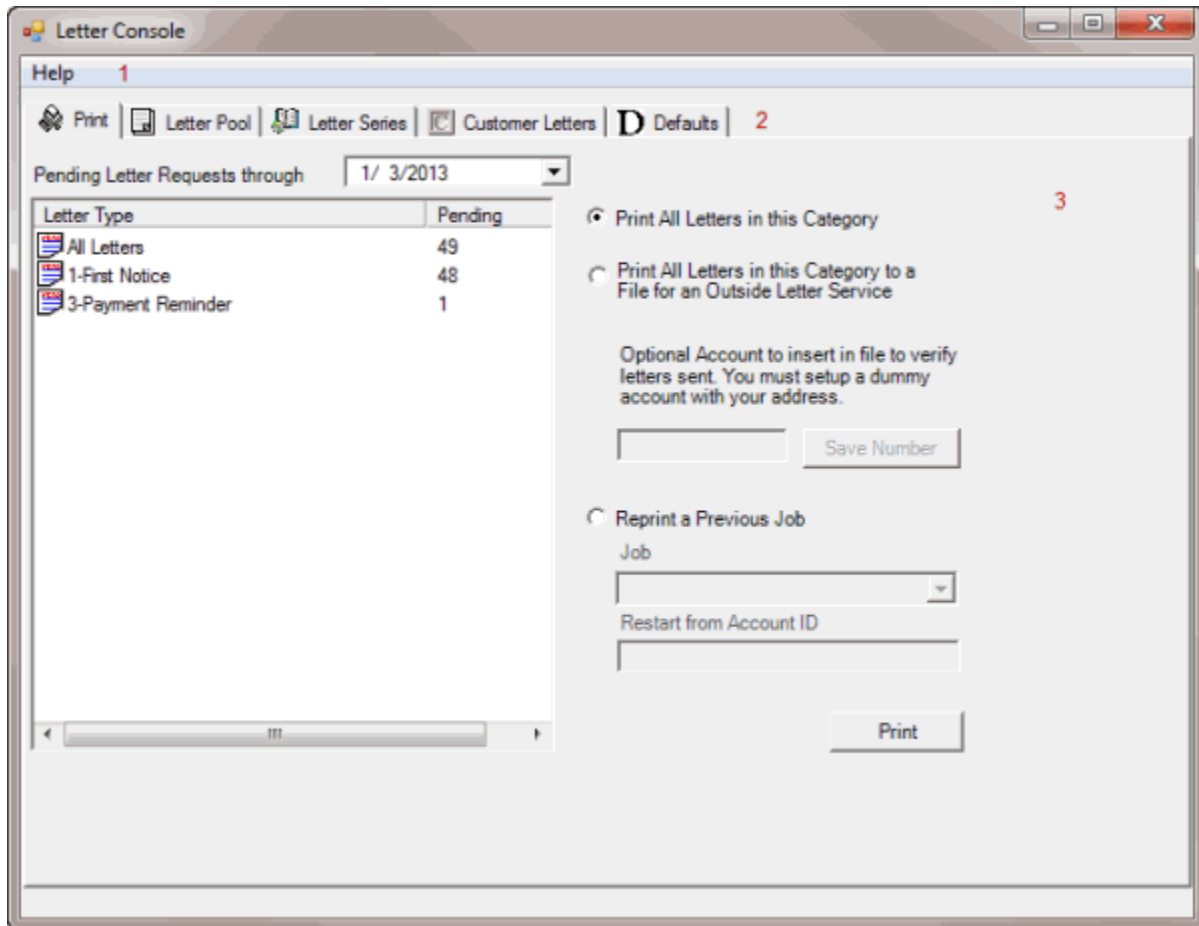 Letter Console
Help 1
Print Letter Pool Letter Series C Customer Letters D Defaults 2
Pending Letter Requests through 1/ 3/2013
3
Letter Type Pending
All Letters 49
1-First Notice 48
3-Payment Reminder 1
Print All Letters in this Category
Print All Letters in this Category to a
File for an Outside Letter Service
Optional Account to insert in file to verify
letters sent. You must setup a dummy
account with your address.
Save Number
Reprint a Previous Job
Job
Restart from Account ID
Print